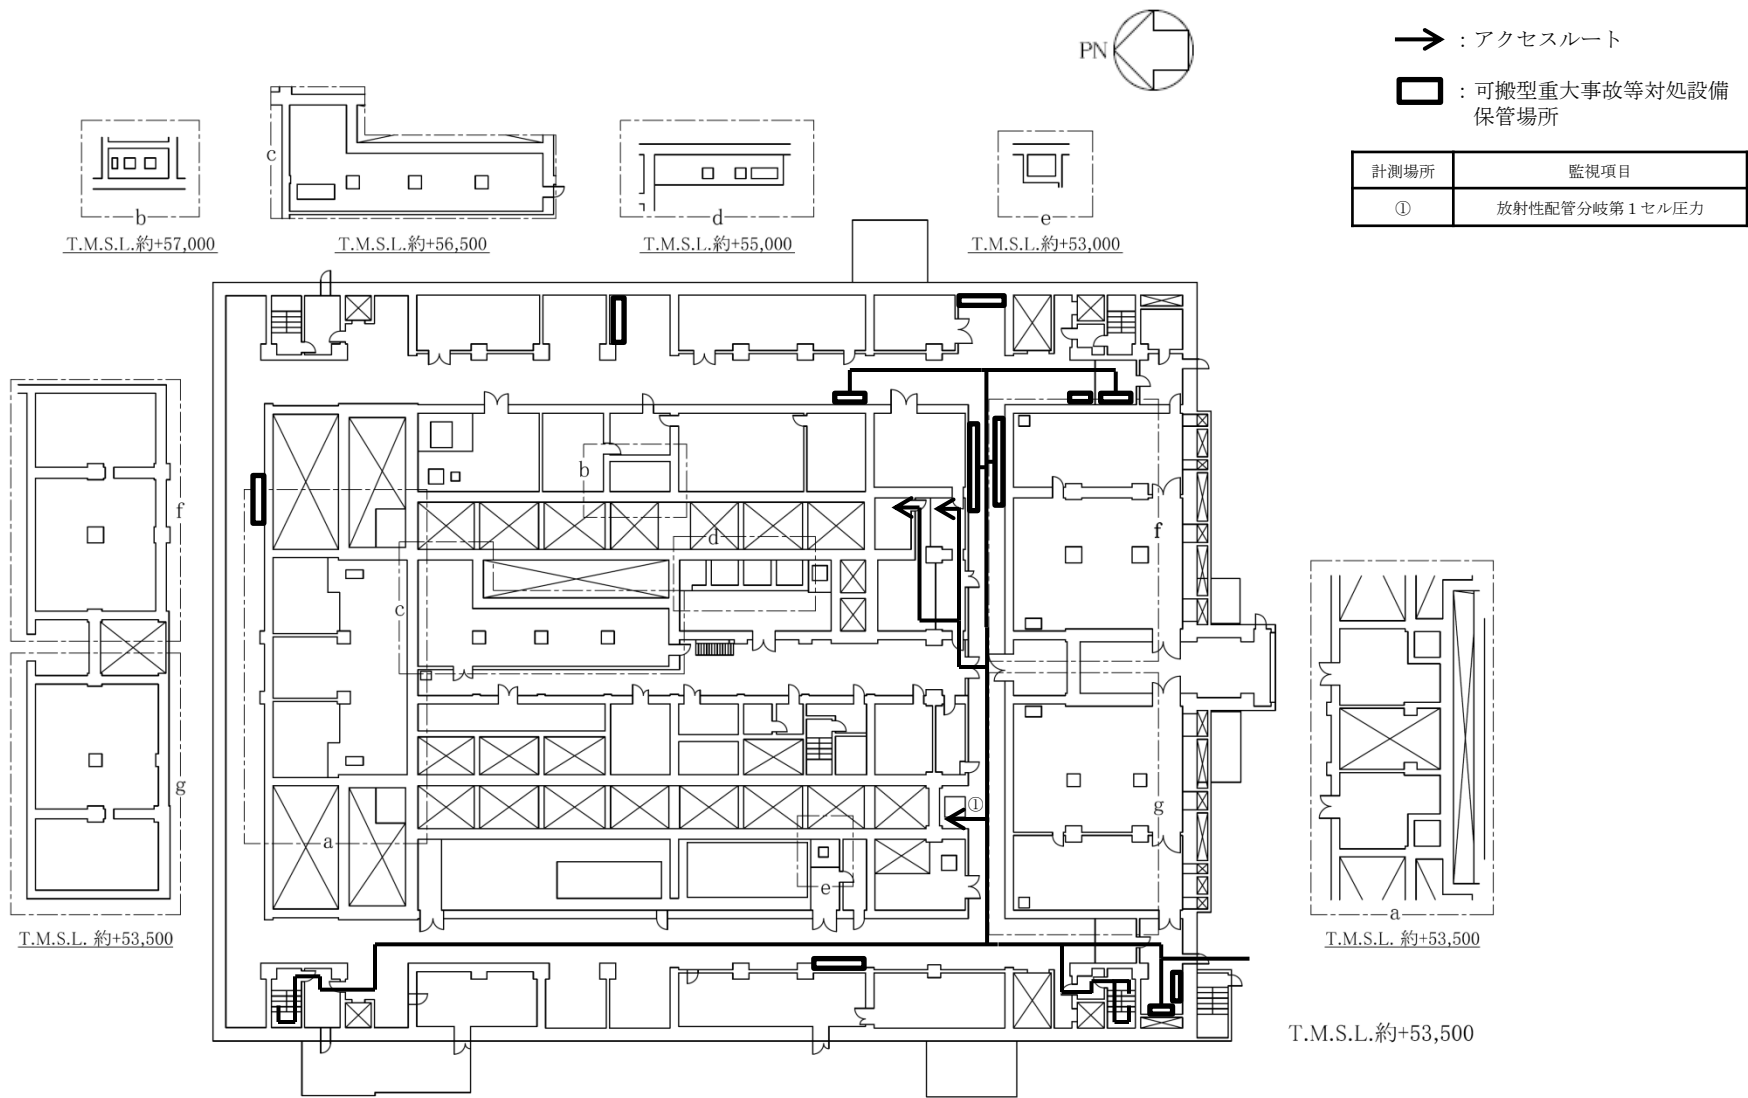 PN
：アクセスルート
：可搬型重大事故等対処設備
保管場所
計測場所 監視項目
① 放射性配管分岐第１セル圧力
b
T.M.S.L.約+57,000
c
T.M.S.L.約+56,500
d
T.M.S.L.約+55,000
e
T.M.S.L.約+53,000
f
g
T.M.S.L. 約+53,500
b
d
c
f
a
e
g
①
a
T.M.S.L. 約+53,500
T.M.S.L.約+53,500